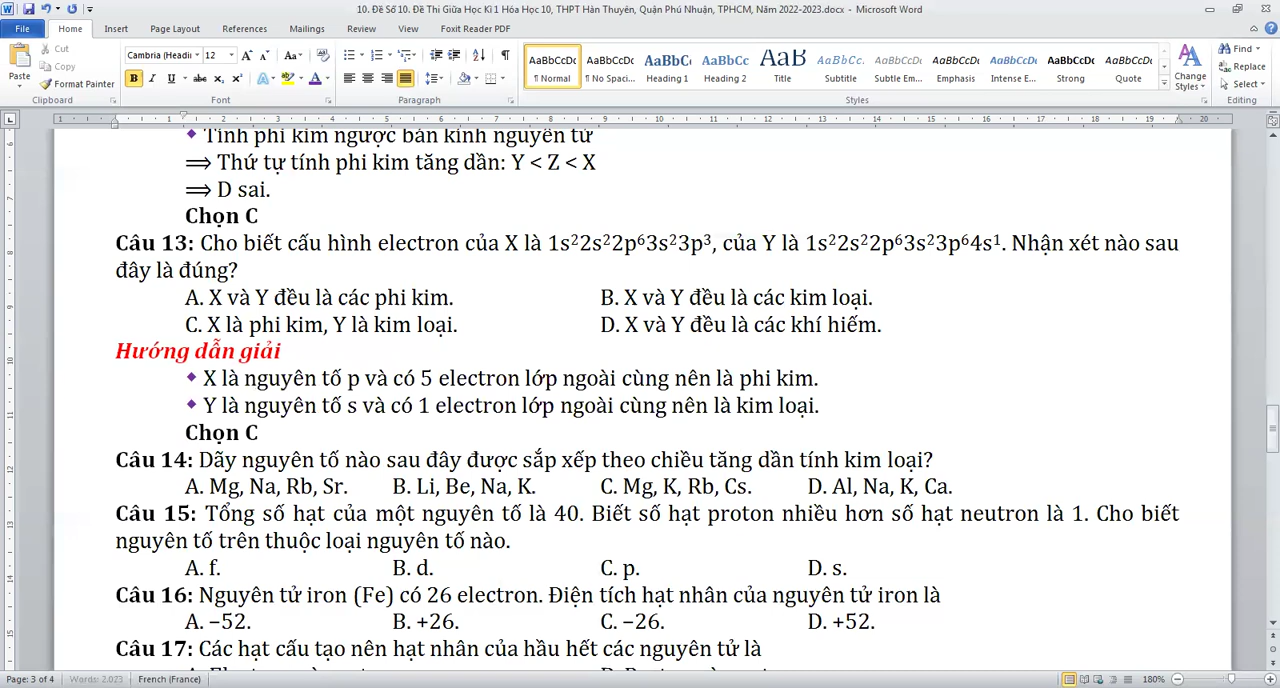 10. Đề Số 10. Đề Thi Giữa Học Kì 1 Hóa Học 10, THPT Hàn Thuyên, Quận Phú Nhuận, TPHCM, Năm 2022-2023.docx - Microsoft Word
File Home Insert Page Layout References Mailings Review View Foxit Reader PDF
Paste Cut Copy Format Painter Clipboard
Cambria (Headi 12 Font
Paragraph
AaBbCcDc AaBbCcDc AaBbC AaBbCc AaB AaBbCc. AaBbCcDc AaBbCcDc AaBbCcDc AaBbCcDc AaBbCcDc
¶ Normal ¶ No Spaci... Heading 1 Heading 2 Title Subtitle Subtle Em... Emphasis Intense E... Strong Quote
Styles
Change Styles
Find Replace Select Editing
◆ Tính phi kim ngược bán kính nguyên tử
⟹ Thứ tự tính phi kim tăng dần: Y < Z < X
⟹ D sai.
Chọn C
Câu 13: Cho biết cấu hình electron của X là 1s²2s²2p⁶3s²3p³, của Y là 1s²2s²2p⁶3s²3p⁶4s¹. Nhận xét nào sau
đây là đúng?
A. X và Y đều là các phi kim. B. X và Y đều là các kim loại.
C. X là phi kim, Y là kim loại. D. X và Y đều là các khí hiếm.
Hướng dẫn giải
◆ X là nguyên tố p và có 5 electron lớp ngoài cùng nên là phi kim.
◆ Y là nguyên tố s và có 1 electron lớp ngoài cùng nên là kim loại.
Chọn C
Câu 14: Dãy nguyên tố nào sau đây được sắp xếp theo chiều tăng dần tính kim loại?
A. Mg, Na, Rb, Sr. B. Li, Be, Na, K. C. Mg, K, Rb, Cs. D. Al, Na, K, Ca.
Câu 15: Tổng số hạt của một nguyên tố là 40. Biết số hạt proton nhiều hơn số hạt neutron là 1. Cho biết
nguyên tố trên thuộc loại nguyên tố nào.
A. f. B. d. C. p. D. s.
Câu 16: Nguyên tử iron (Fe) có 26 electron. Điện tích hạt nhân của nguyên tử iron là
A. −52. B. +26. C. −26. D. +52.
Câu 17: Các hạt cấu tạo nên hạt nhân của hầu hết các nguyên tử là
Page: 3 of 4 Words: 2.023 French (France) 180%